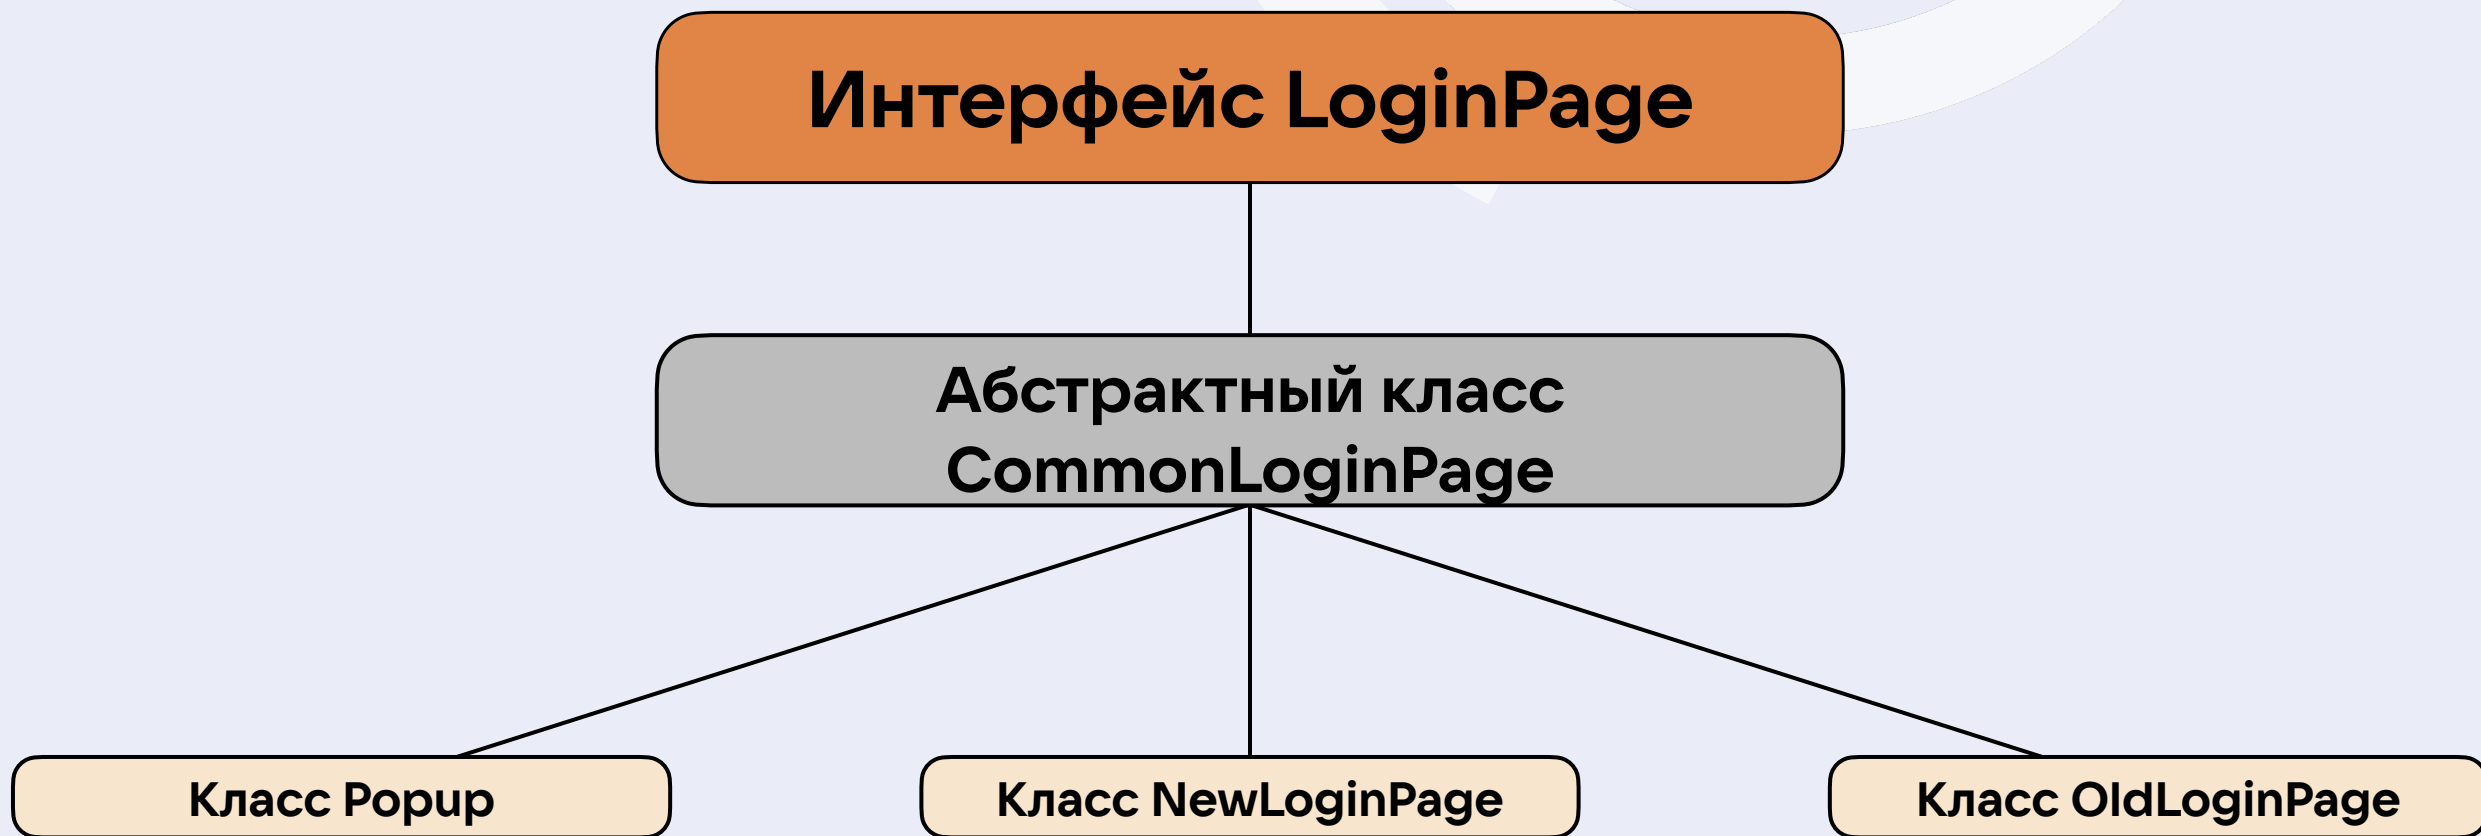 Интерфейс LoginPage
Абстрактный класс
CommonLoginPage
Класс Popup
Класс NewLoginPage
Класс OldLoginPage